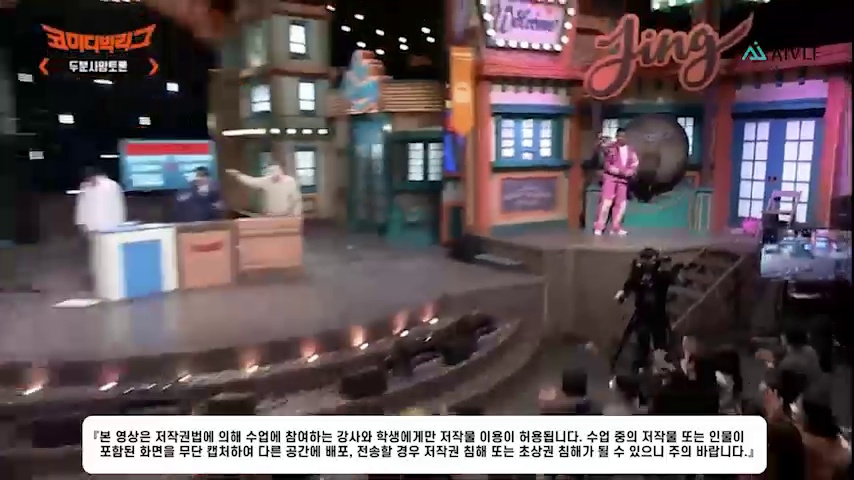 코미디빅리그
두분사망토론
Welcome!
Jing
AIVLE
『본 영상은 저작권법에 의해 수업에 참여하는 강사와 학생에게만 저작물 이용이 허용됩니다. 수업 중의 저작물 또는 인물이
포함된 화면을 무단 캡처하여 다른 공간에 배포, 전송할 경우 저작권 침해 또는 초상권 침해가 될 수 있으니 주의 바랍니다.』